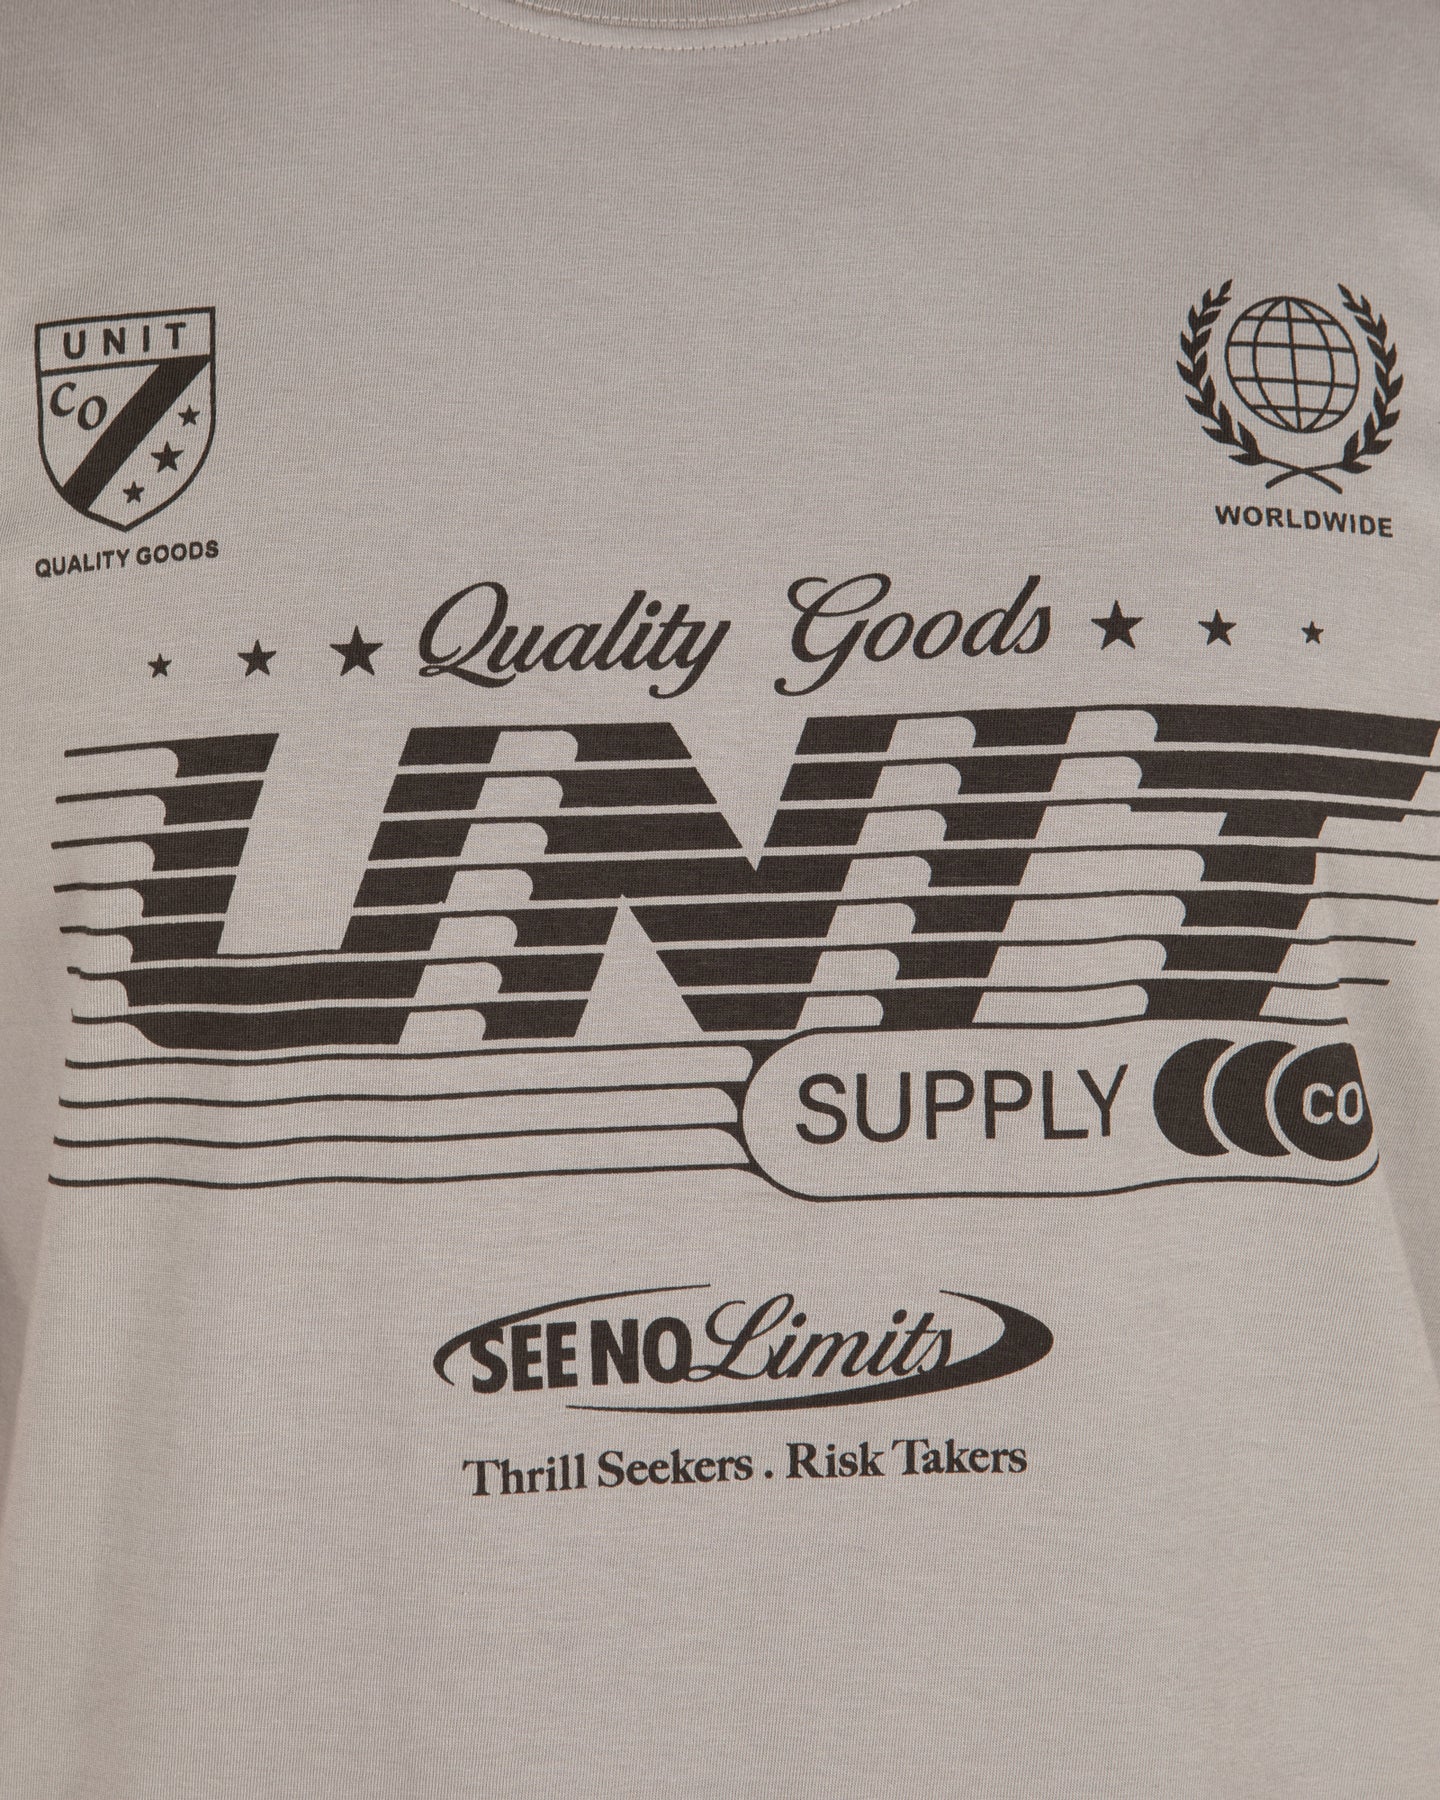 UNIT
CO
QUALITY GOODS
WORLDWIDE
Quality Goods
UNIT
SUPPLY CO
SEE NO Limits
Thrill Seekers . Risk Takers